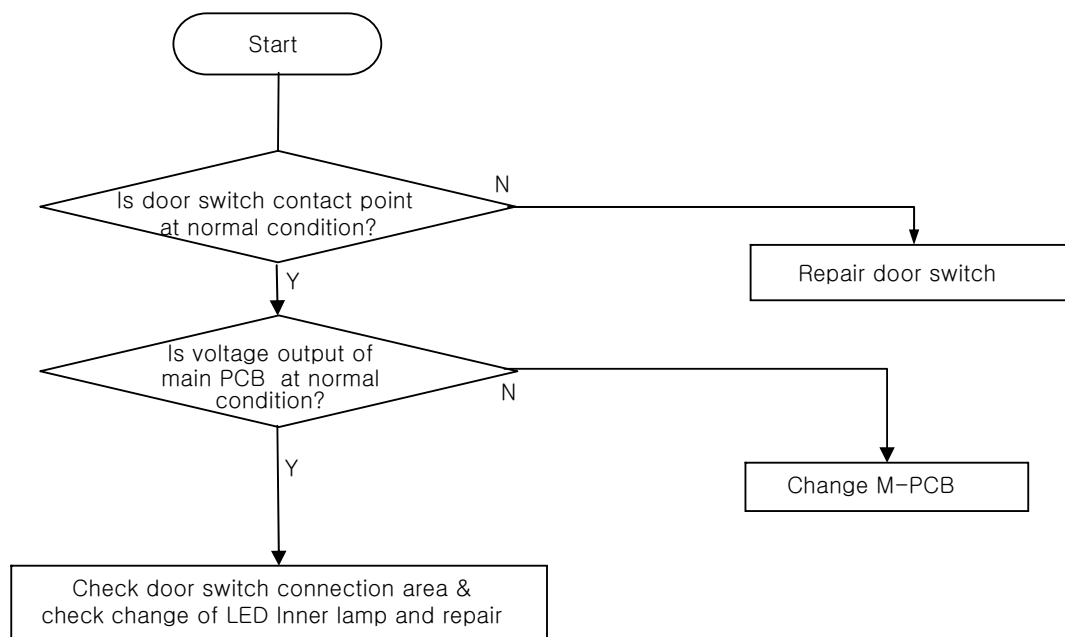 Start
Is door switch contact point
at normal condition?
N
Repair door switch
Y
Is voltage output of
main PCB at normal
condition?
N
Change M-PCB
Y
Check door switch connection area &
check change of LED Inner lamp and repair